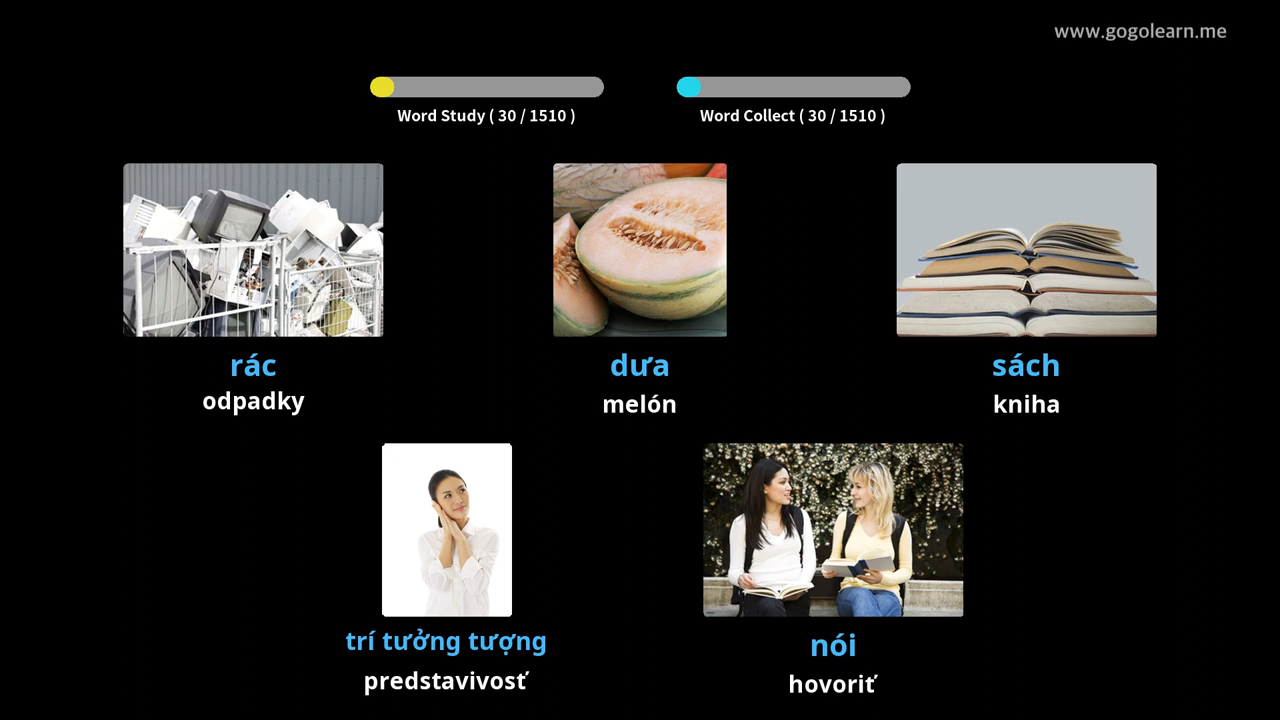 www.gogolearn.me
Word Study ( 30 / 1510 )
Word Collect ( 30 / 1510 )
rác
dưa
sách
odpadky
melón
kniha
trí tưởng tượng
nói
predstavivosť
hovoriť